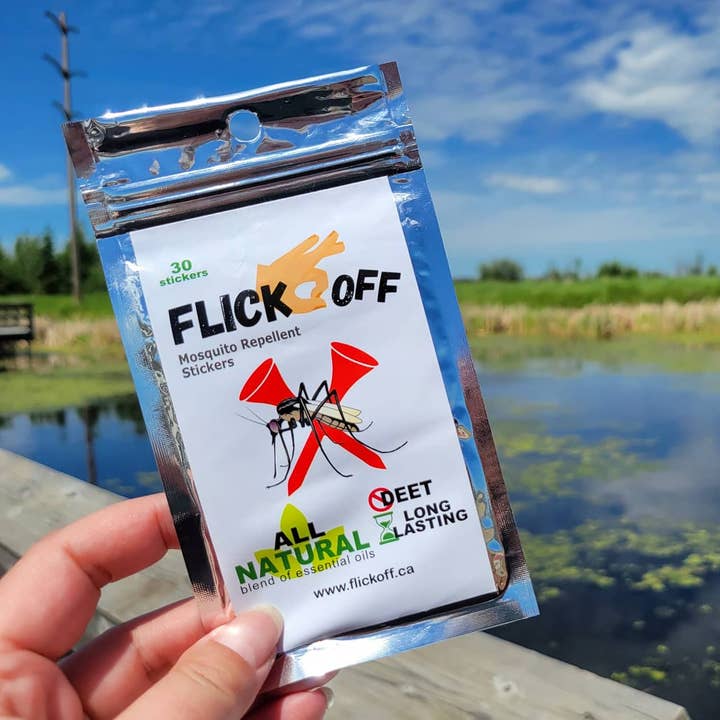 30
stickers
FLICK OFF
Mosquito Repellent
Stickers
DEET
LONG
LASTING
ALL
NATURAL
blend of essential oils
www.flickoff.ca